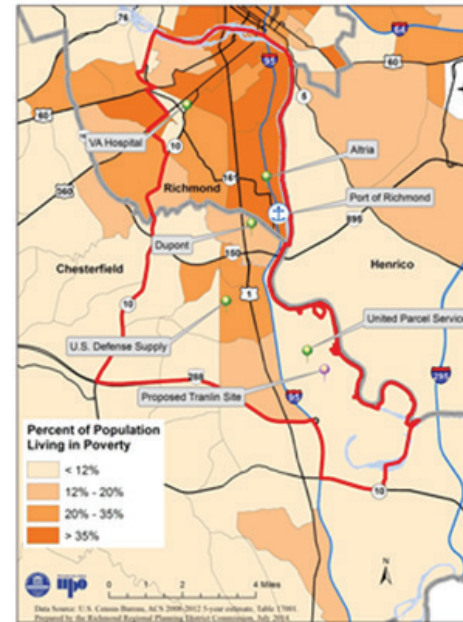 76
95
64
60
5
60
VA Hospital
10
Altria
Richmond
161
360
Port of Richmond
895
Dupont
150
Chesterfield
Henrico
1
10
United Parcel Service
U.S. Defense Supply
288
295
Proposed Tranlin Site
95
Percent of Population
Living in Poverty
< 12%
12% - 20%
20% - 35%
> 35%
10
N
0 2 4 Miles
Data Source: U.S. Census Bureau, ACS 2008-2012 5-year estimate, Table 17001.
Prepared by the Richmond Regional Planning District Commission, July 2014.